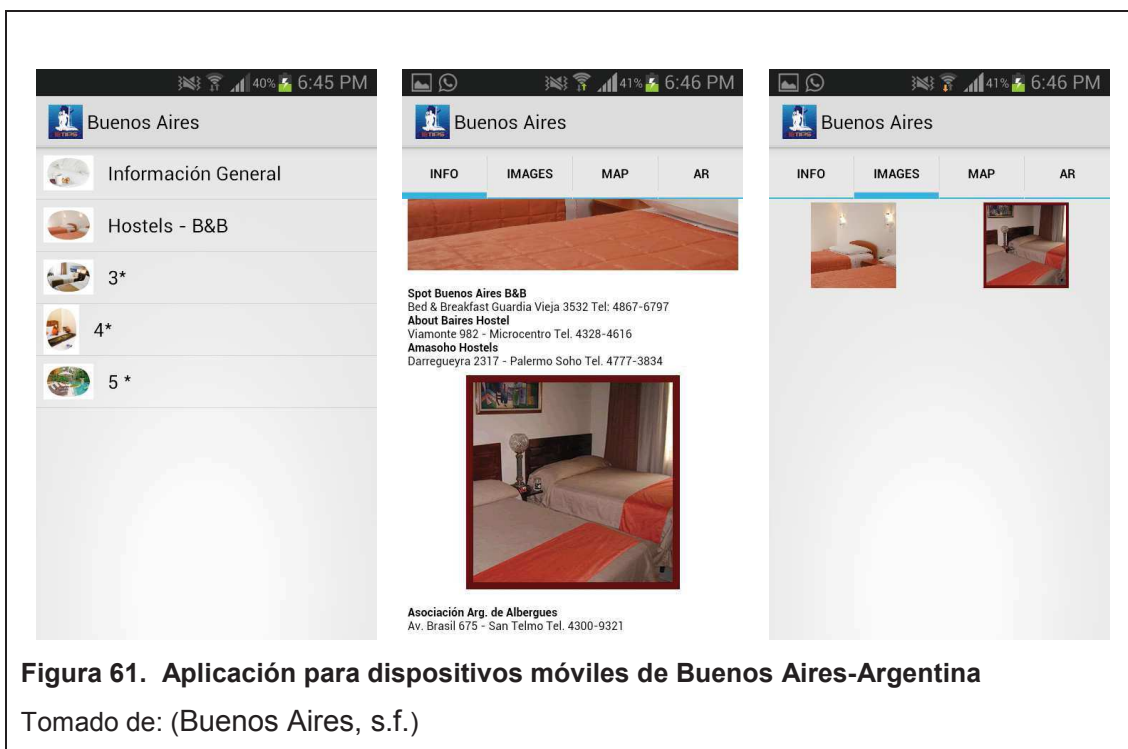 40% 6:45 PM
Buenos Aires
Información General
Hostels - B&B
3*
4*
5 *
41% 6:46 PM
Buenos Aires
INFO IMAGES MAP AR
Spot Buenos Aires B&B
Bed & Breakfast Guardia Vieja 3532 Tel: 4867-6797
About Baires Hostel
Viamonte 982 - Microcentro Tel. 4328-4616
Amasoho Hostels
Darregueyra 2317 - Palermo Soho Tel. 4777-3834
Asociación Arg. de Albergues
Av. Brasil 675 - San Telmo Tel. 4300-9321
41% 6:46 PM
Buenos Aires
INFO IMAGES MAP AR
Figura 61. Aplicación para dispositivos móviles de Buenos Aires-Argentina
Tomado de: (Buenos Aires, s.f.)